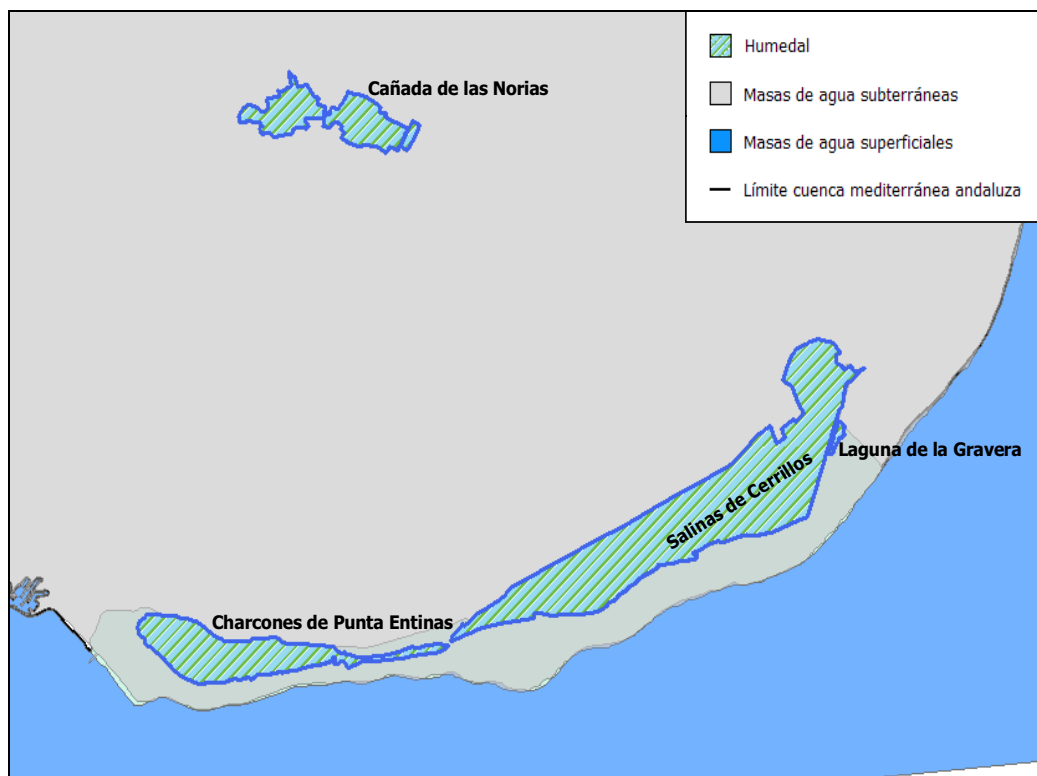 Humedal
Cañada de las Norias
Masas de agua subterráneas
Masas de agua superficiales
Límite cuenca mediterránea andaluza
Laguna de la Gravera
Salinas de Cerrillos
Charcones de Punta Entinas